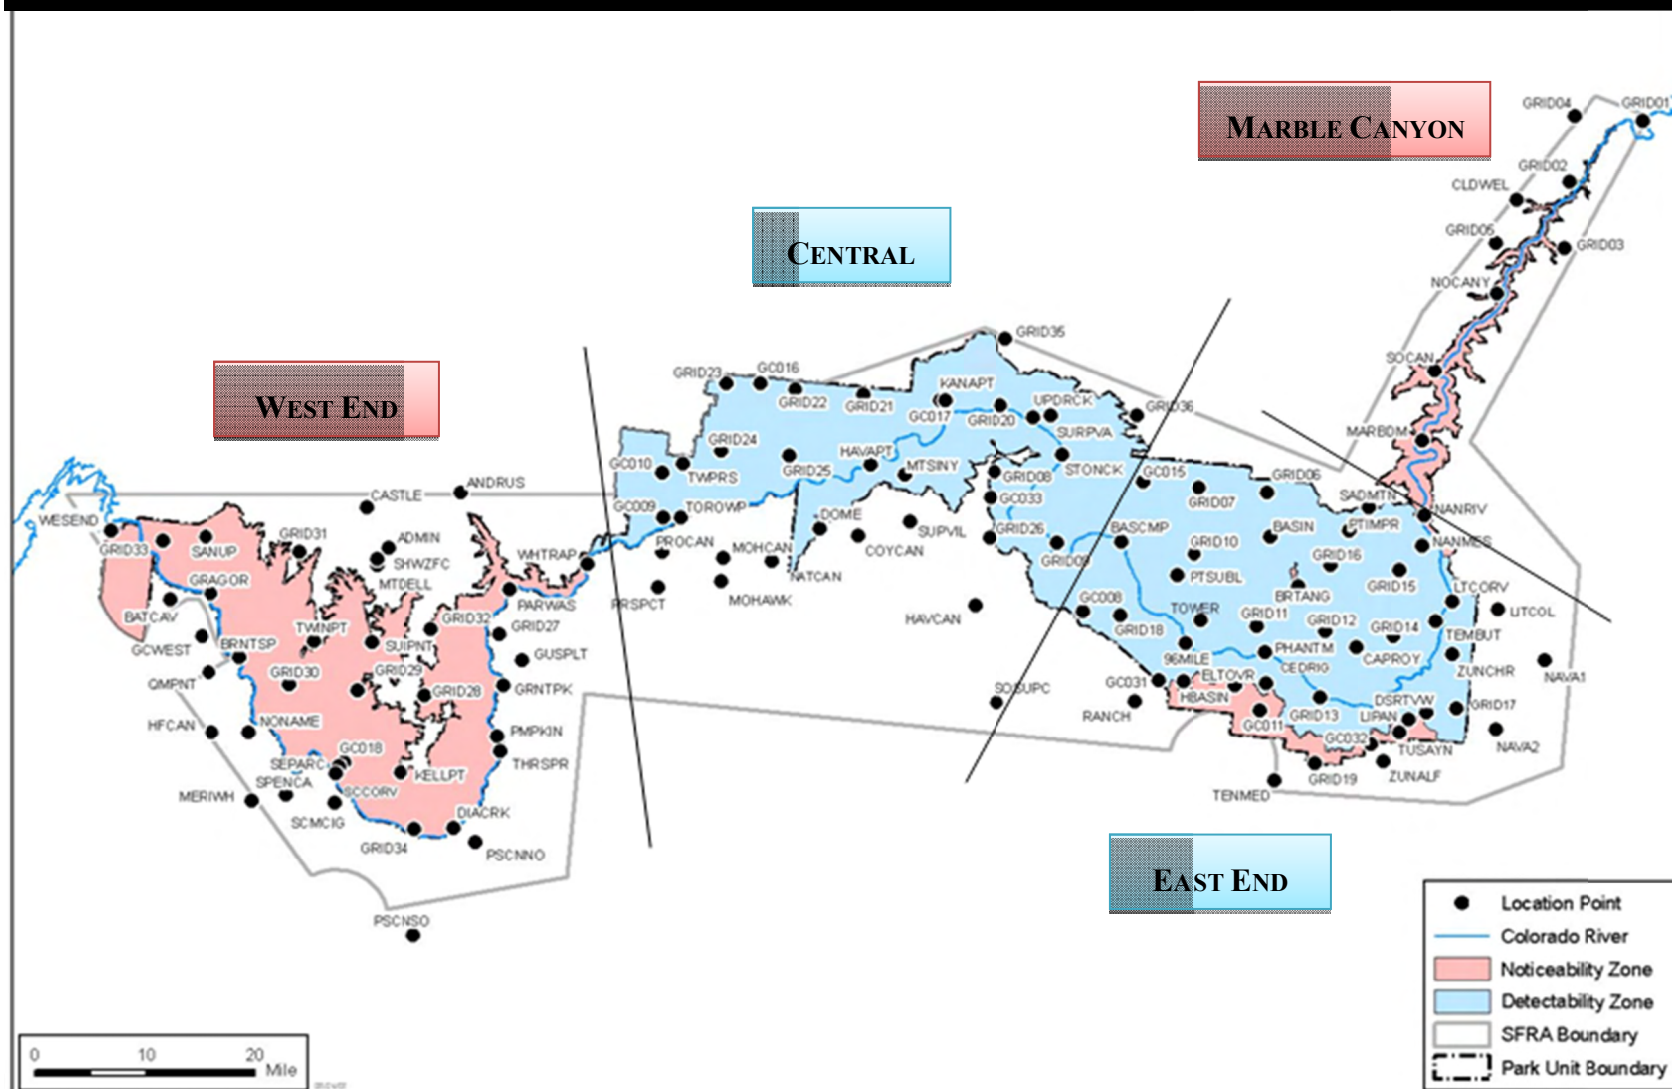 MARBLE CANYON
GRID04
GRID01
GRID02
CLDWEL
GRID05
GRID03
NOCANY
CENTRAL
GRID35
SOCAN
WEST END
GRID23
GC016
GRID22
GRID21
KANAPT
GC017
GRID20
UPDRCK
SURPVA
GRID36
MARBDM
GRID24
GC010
TWPRS
GRID25
HAVAPT
MTSINY
GRID08
STONCK
GC015
GRID06
GRID07
SADMTN
NANRIV
ANDRUS
CASTLE
GC009
TOROWP
GC033
WESEND
GRID33
SANUP
GRID31
ADMIN
SHWZFC
MTDELL
WHTRAP
PROCAN
MOHCAN
DOME
COYCAN
SUPVIL
GRID26
BASCMP
GRID10
BASIN
PTIMPR
NANMES
GRID16
GRID15
GRID09
PTSUBL
NATCAN
GRAGOR
PARWAS
PRSPCT
MOHAWK
HAVCAN
GC008
GRID18
TOWER
BRTANG
GRID11
GRID12
GRID14
LTCORV
LITCOL
TEMBUT
BATCAV
GCWEST
BRNTSP
TWINPT
SUIPNT
GRID32
GRID27
GUSPLT
96MILE
PHANTM
CEDRIG
CAPROY
ZUNCHR
NAVA1
QMPNT
GRID30
GRID29
GRID28
GRNTPK
SOSUPC
GC031
RANCH
HBASIN
ELTOVR
GC011
GRID13
LIPAN
DSRTVW
GRID17
NAVA2
HFCAN
NONAME
PMPKIN
THRSPR
GC018
SEPARC
SPENCA
SCCORV
KELLPT
MERIWH
SCMCIG
GRID34
DIACRK
PSCNNO
PSCNSO
TENMED
GRID19
GC032
TUSAYN
ZUNALF
EAST END
Location Point
Colorado River
Noticeability Zone
Detectability Zone
SFRA Boundary
Park Unit Boundary
0 10 20
Mile